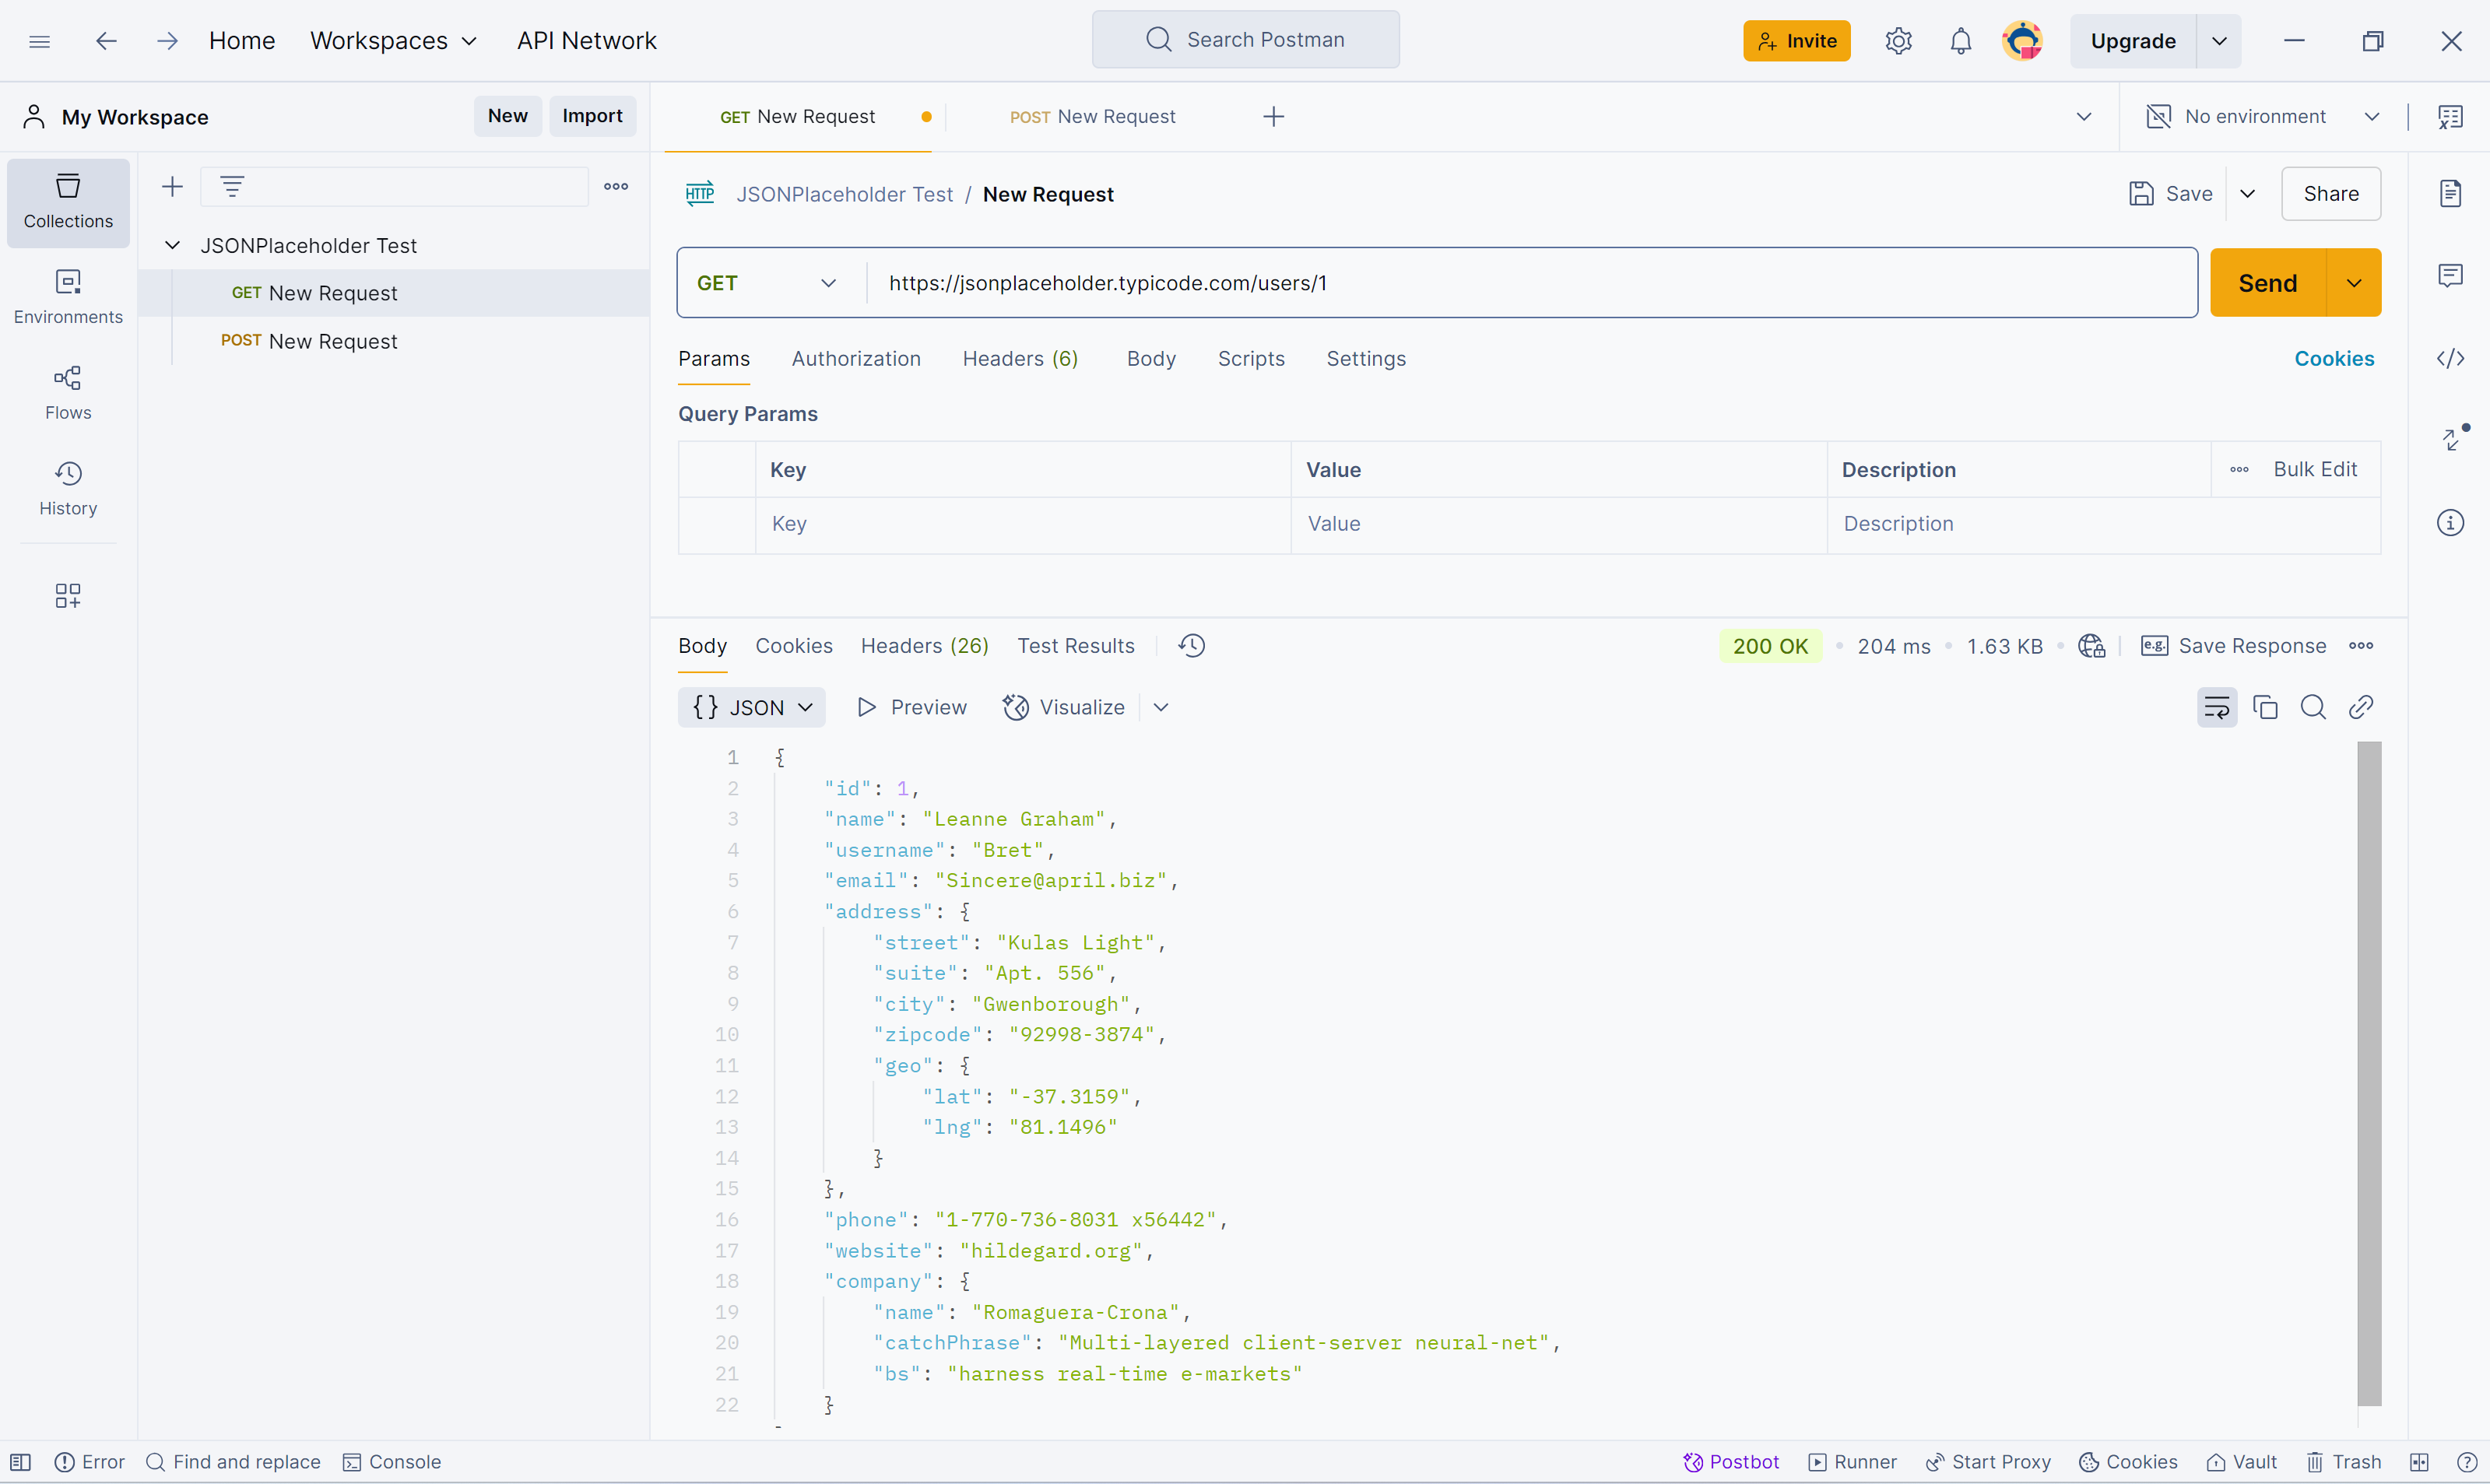 Home Workspaces API Network Search Postman Invite Upgrade
My Workspace New Import
GET New Request POST New Request No environment
Collections
Environments
Flows
History
JSONPlaceholder Test
GET New Request
POST New Request
HTTP JSONPlaceholder Test / New Request Save Share
GET https://jsonplaceholder.typicode.com/users/1 Send
Params Authorization Headers (6) Body Scripts Settings Cookies
Query Params
Key Value Description Bulk Edit
Key Value Description
Body Cookies Headers (26) Test Results 200 OK • 204 ms • 1.63 KB • e.g. Save Response
{} JSON Preview Visualize
1 {
2 "id": 1,
3 "name": "Leanne Graham",
4 "username": "Bret",
5 "email": "Sincere@april.biz",
6 "address": {
7 "street": "Kulas Light",
8 "suite": "Apt. 556",
9 "city": "Gwenborough",
10 "zipcode": "92998-3874",
11 "geo": {
12 "lat": "-37.3159",
13 "lng": "81.1496"
14 }
15 },
16 "phone": "1-770-736-8031 x56442",
17 "website": "hildegard.org",
18 "company": {
19 "name": "Romaguera-Crona",
20 "catchPhrase": "Multi-layered client-server neural-net",
21 "bs": "harness real-time e-markets"
22 }
Error Find and replace Console Postbot Runner Start Proxy Cookies Vault Trash